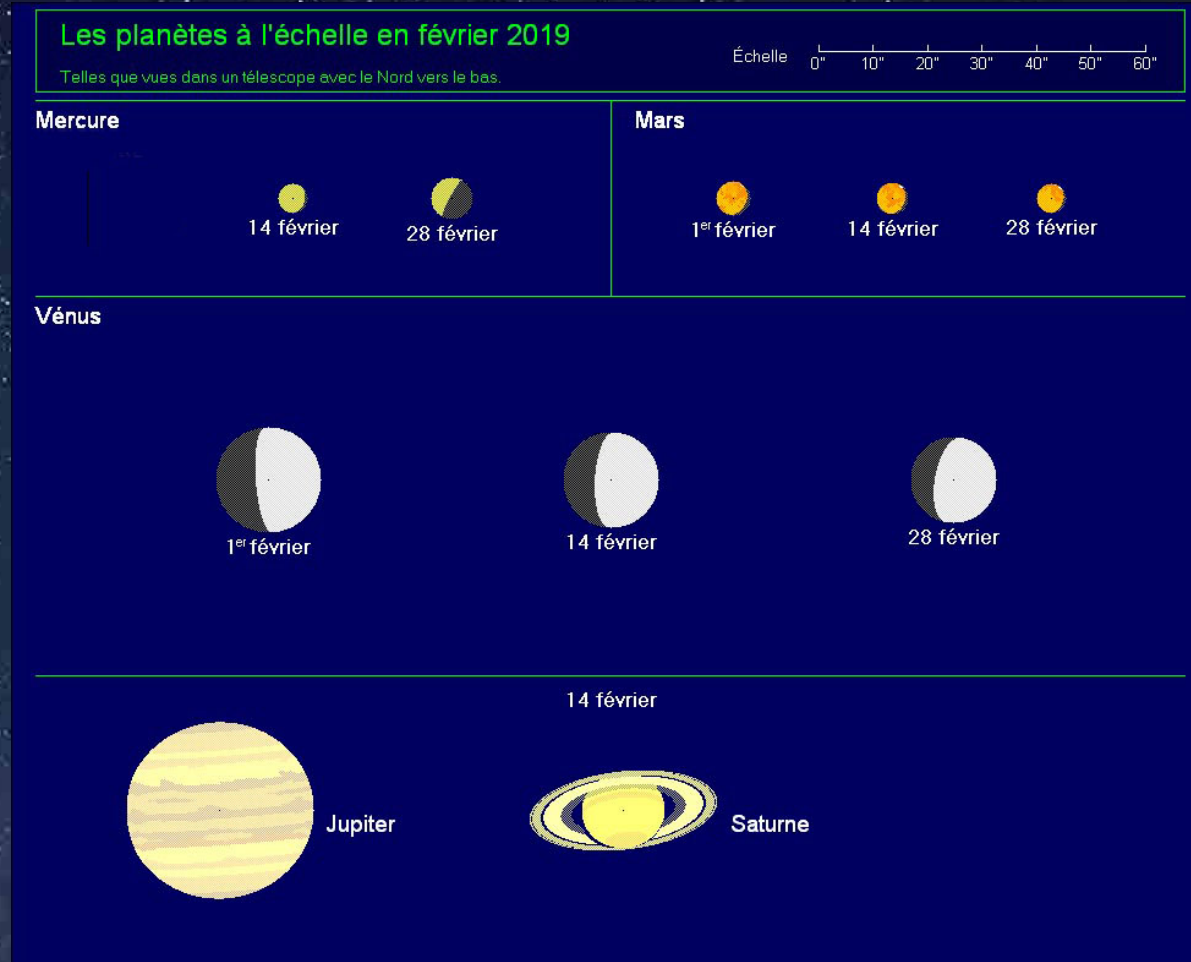 Les planètes à l'échelle en février 2019
Telles que vues dans un télescope avec le Nord vers le bas.
Échelle
0" 10" 20" 30" 40" 50" 60"
Mercure
14 février
28 février
Mars
1er février
14 février
28 février
Vénus
1er février
14 février
28 février
14 février
Jupiter
Saturne